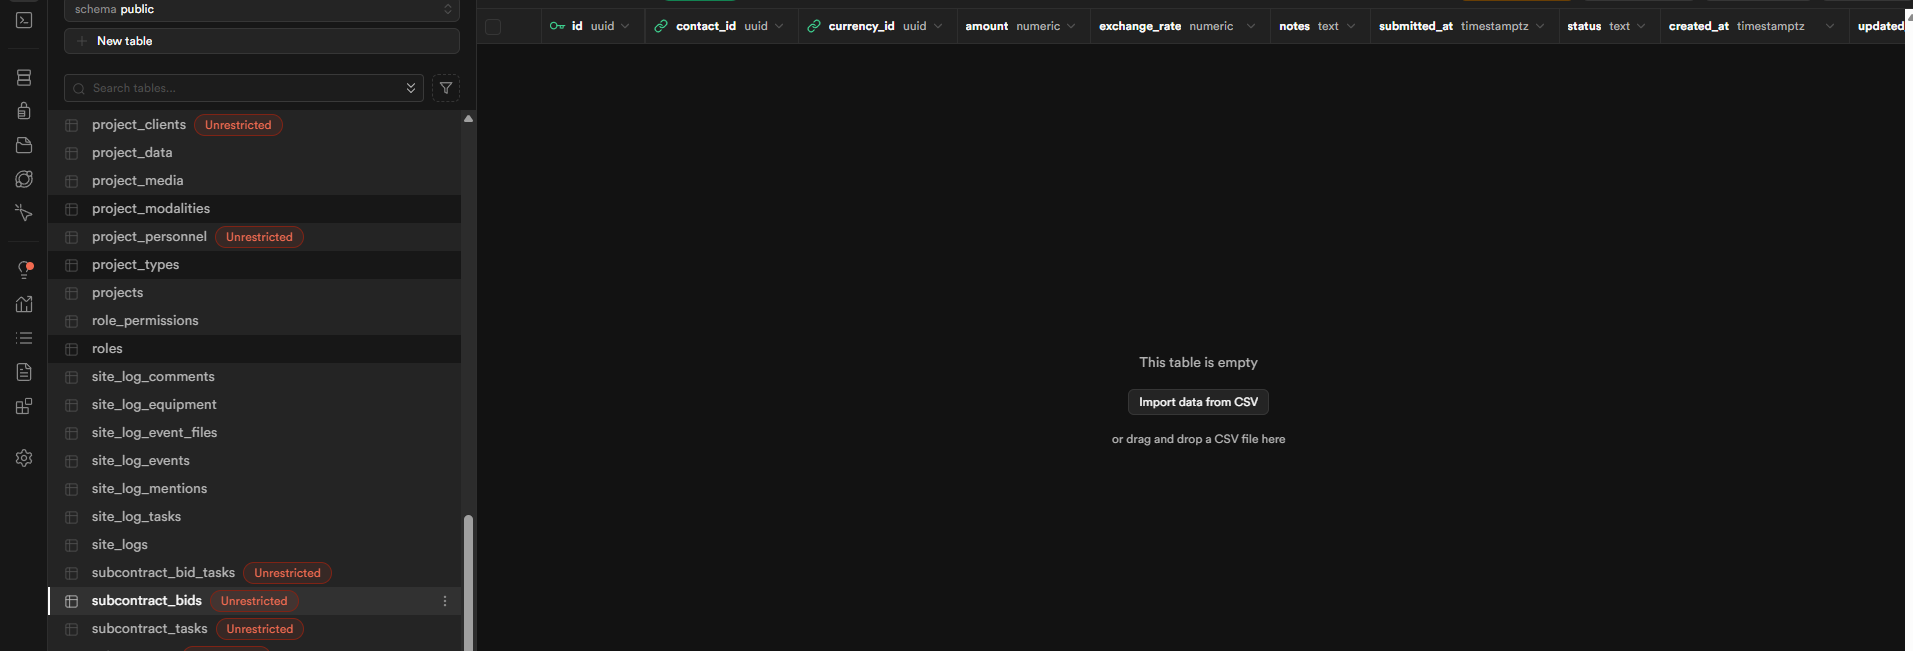 schema public
New table
Search tables...
project_clients Unrestricted
project_data
project_media
project_modalities
project_personnel Unrestricted
project_types
projects
role_permissions
roles
site_log_comments
site_log_equipment
site_log_event_files
site_log_events
site_log_mentions
site_log_tasks
site_logs
subcontract_bid_tasks Unrestricted
subcontract_bids Unrestricted
subcontract_tasks Unrestricted
id uuid contact_id uuid currency_id uuid amount numeric exchange_rate numeric notes text submitted_at timestamptz status text created_at timestamptz updated
This table is empty
Import data from CSV
or drag and drop a CSV file here